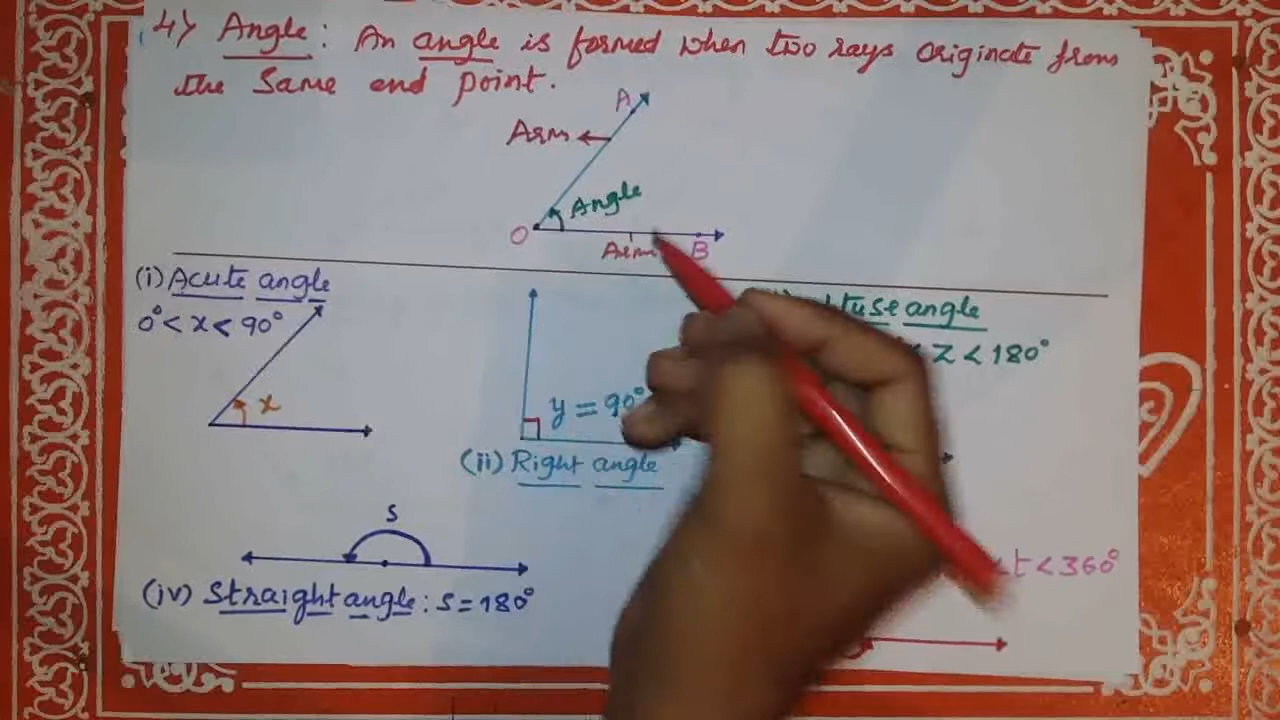 4) Angle: An angle is formed when two rays originate from
the same end point.
A
Arm
Angle
O
Arm
B
(i) Acute angle
0° < x < 90°
x
y = 90°
(ii) Right angle
angle
Z < 180°
S
(iv) Straight angle: S = 180°
t < 360°